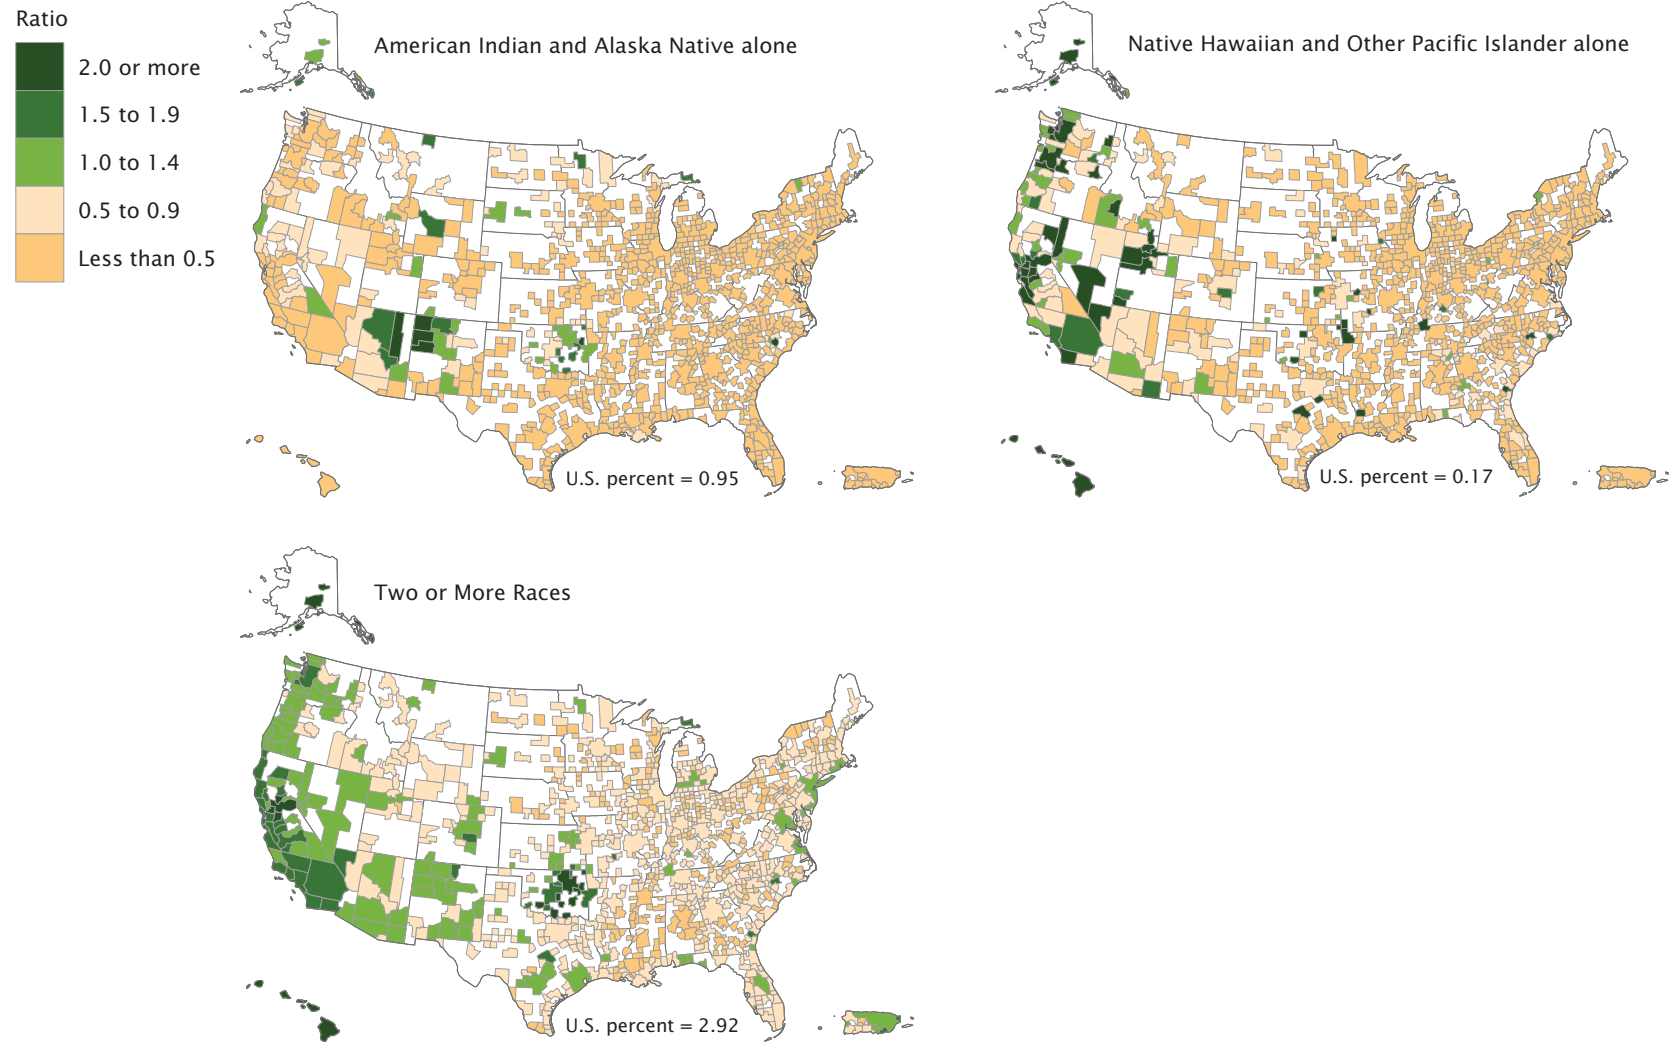 Ratio
2.0 or more
1.5 to 1.9
1.0 to 1.4
0.5 to 0.9
Less than 0.5
American Indian and Alaska Native alone
U.S. percent = 0.95
Native Hawaiian and Other Pacific Islander alone
U.S. percent = 0.17
Two or More Races
U.S. percent = 2.92